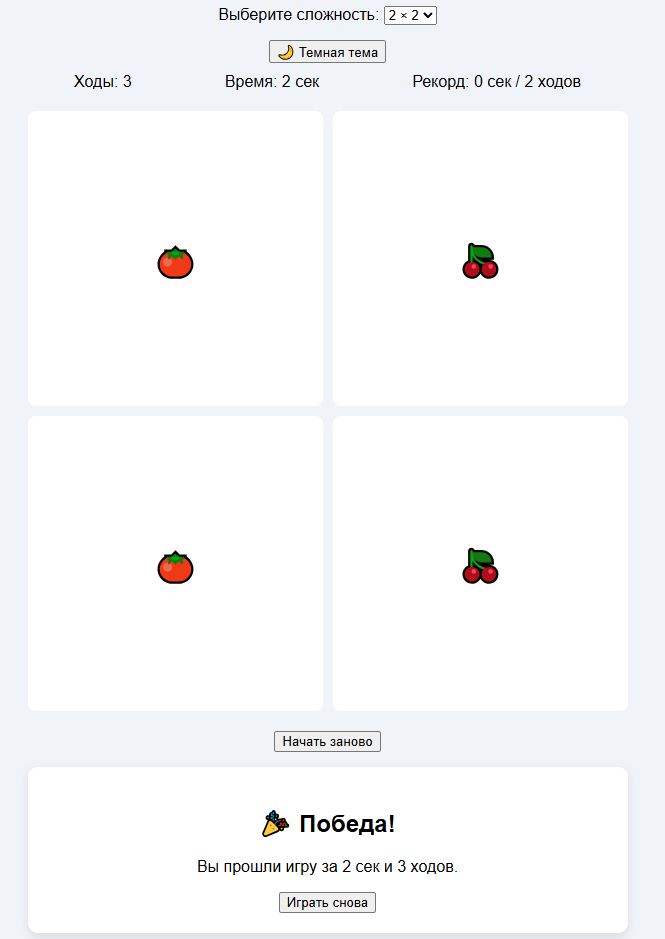 Выберите сложность: 2 × 2
🌙 Темная тема
Ходы: 3 Время: 2 сек Рекорд: 0 сек / 2 ходов
Начать заново
🎉 Победа!
Вы прошли игру за 2 сек и 3 ходов.
Играть снова